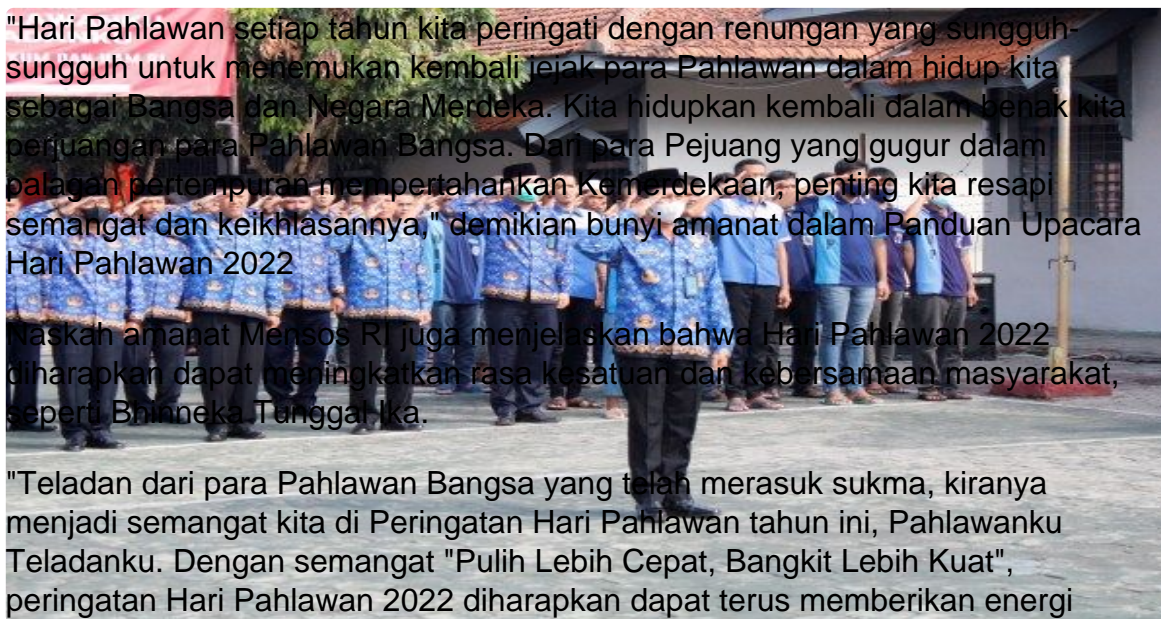 "Hari Pahlawan setiap tahun kita peringati dengan renungan yang sungguh-
sungguh untuk menemukan kembali jejak para Pahlawan dalam hidup kita
sebagai Bangsa dan Negara Merdeka. Kita hidupkan kembali dalam benak kita
perjuangan para Pahlawan Bangsa. Dari para Pejuang yang gugur dalam
palagan pertempuran mempertahankan Kemerdekaan, penting kita resapi
semangat dan keikhlasannya," demikian bunyi amanat dalam Panduan Upacara
Hari Pahlawan 2022
Naskah amanat Mensos RI juga menjelaskan bahwa Hari Pahlawan 2022
diharapkan dapat meningkatkan rasa kesatuan dan kebersamaan masyarakat,
seperti Bhinneka Tunggal Ika.
"Teladan dari para Pahlawan Bangsa yang telah merasuk sukma, kiranya
menjadi semangat kita di Peringatan Hari Pahlawan tahun ini, Pahlawanku
Teladanku. Dengan semangat "Pulih Lebih Cepat, Bangkit Lebih Kuat",
peringatan Hari Pahlawan 2022 diharapkan dapat terus memberikan energi